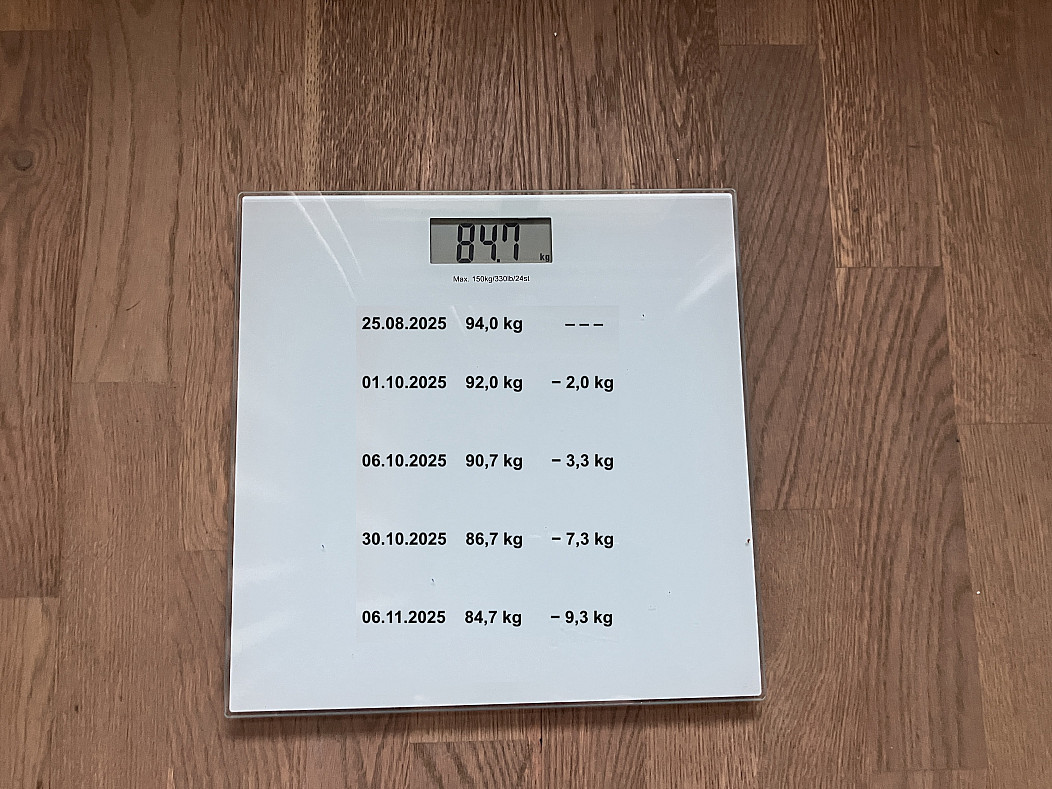 84.7 kg
Max. 150kg/330lb/24st
25.08.2025 94,0 kg – – –
01.10.2025 92,0 kg – 2,0 kg
06.10.2025 90,7 kg – 3,3 kg
30.10.2025 86,7 kg – 7,3 kg
06.11.2025 84,7 kg – 9,3 kg